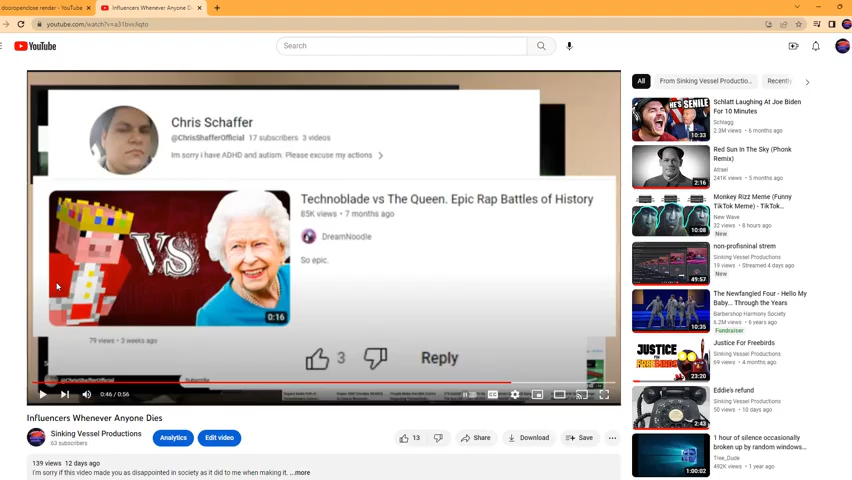 dooropenclose render - YouTube
Influencers Whenever Anyone D
YouTube
Search
Chris Schaffer
@ChrisShafferOfficial 17 subscribers 3 videos
Im sorry i have ADHD and autism. Please excuse my actions
VS
0:16
Technoblade vs The Queen. Epic Rap Battles of History
85K views • 7 months ago
DreamNoodle
So epic.
79 views • 3 weeks ago
3
Reply
@ChrisShafferOfficial
Subscribe
0:46 / 0:56
Influencers Whenever Anyone Dies
Sinking Vessel Productions
63 subscribers
Analytics
Edit video
13
Share
Download
Save
139 views 12 days ago
I'm sorry if this video made you as disappointed in society as it did to me when making it. ...more
All
From Sinking Vessel Productio...
Recently
HE'S SENILE
10:33
Schlatt Laughing At Joe Biden
For 10 Minutes
Schlagg
2.3M views • 6 months ago
2:16
Red Sun In The Sky (Phonk
Remix)
Atrael
241K views • 5 months ago
10:08
Monkey Rizz Meme (Funny
TikTok Meme) - TikTok...
New Wave
32 views • 8 hours ago
New
49:57
non-profisninal strem
Sinking Vessel Productions
19 views • Streamed 4 days ago
New
10:35
The Newfangled Four - Hello My
Baby... Through the Years
Barbershop Harmony Society
6.2M views • 6 years ago
Fundraiser
JUSTICE
FOR
FREEBIRDS
23:20
Justice For Freebirds
Sinking Vessel Productions
69 views • 4 months ago
2:43
Eddie's refund
Sinking Vessel Productions
50 views • 10 days ago
1:00:02
1 hour of silence occasionally
broken up by random windows...
Tree_Dude
492K views • 1 year ago